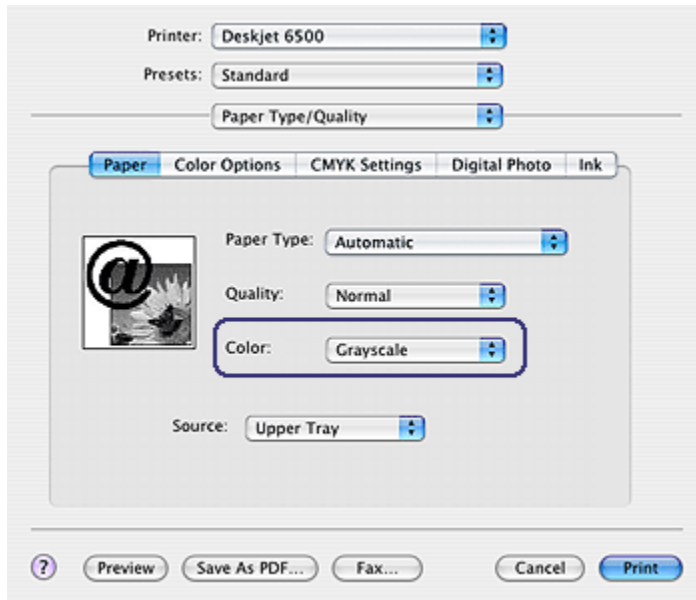 Printer: Deskjet 6500
Presets: Standard
Paper Type/Quality
Paper Color Options CMYK Settings Digital Photo Ink
@
Paper Type: Automatic
Quality: Normal
Color: Grayscale
Source: Upper Tray
? Preview Save As PDF... Fax... Cancel Print